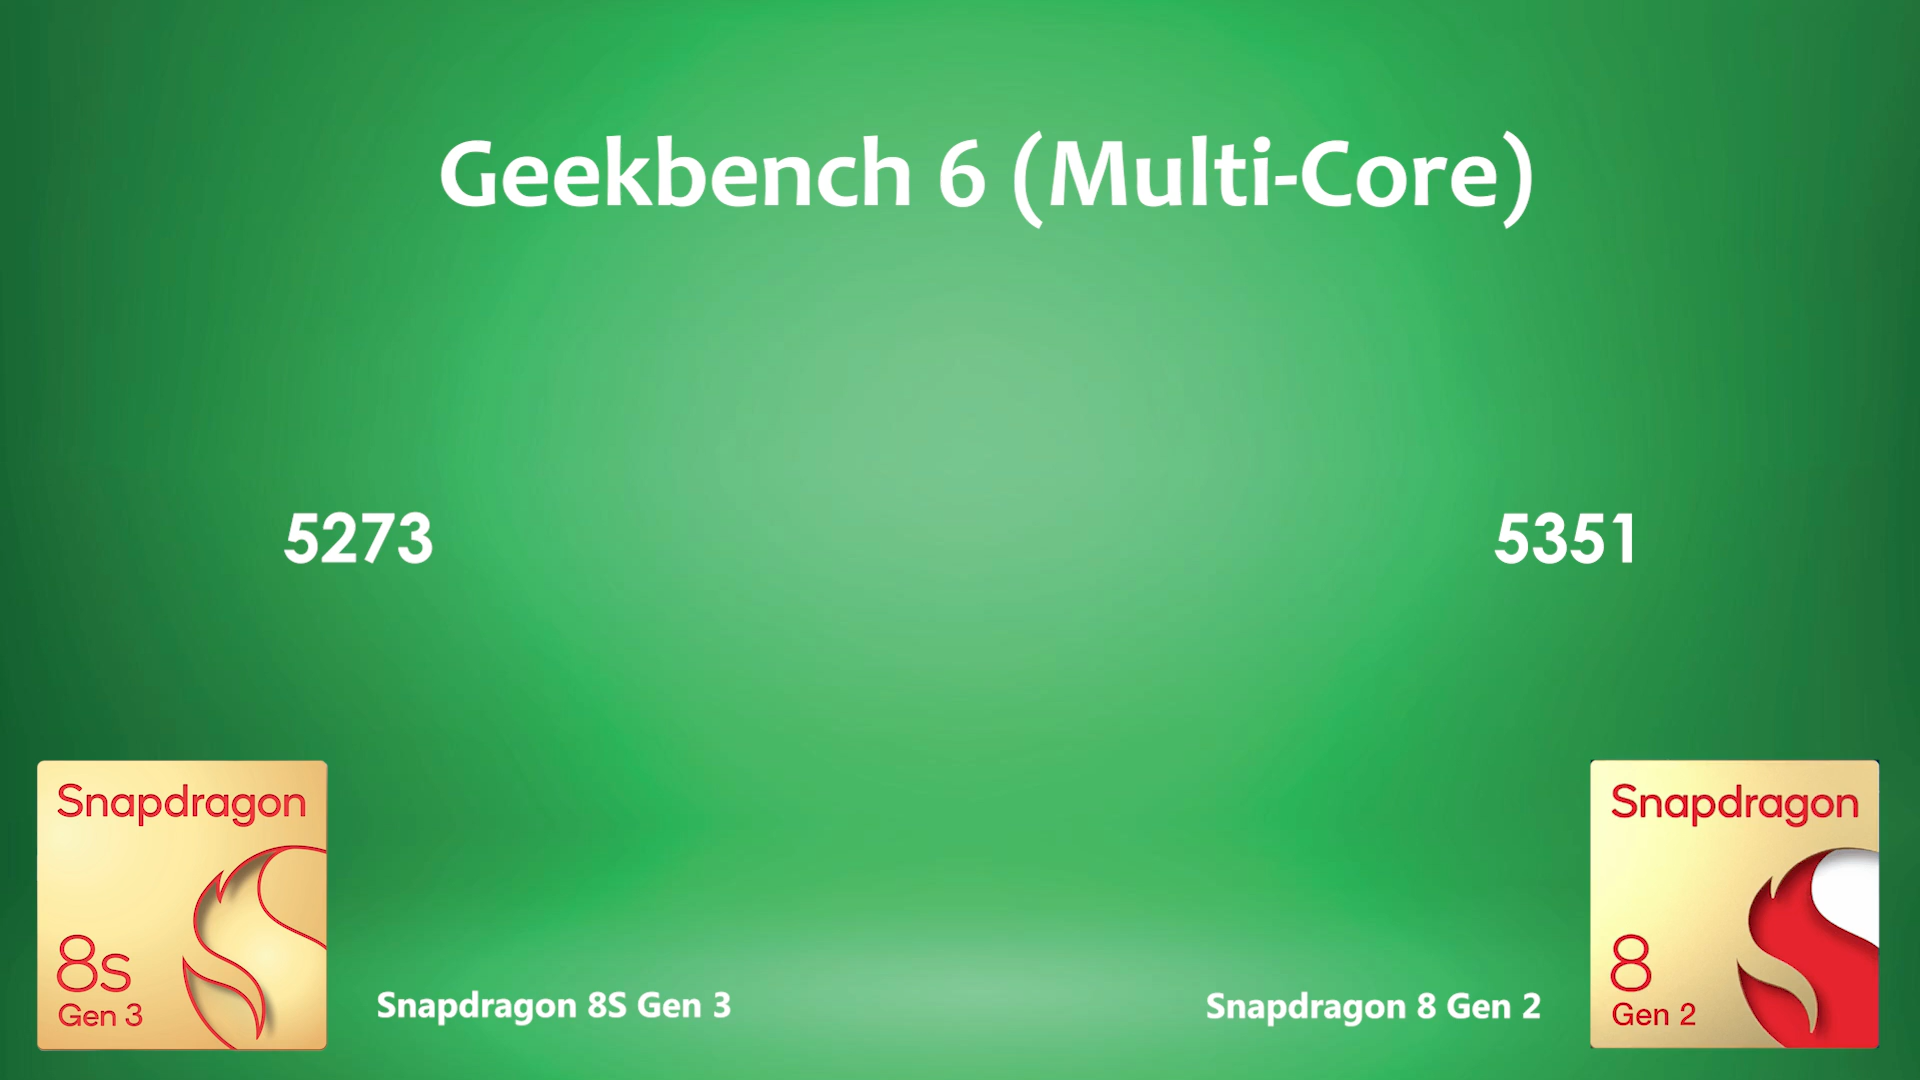 Geekbench 6 (Multi-Core)
5273
5351
Snapdragon
8s
Gen 3
Snapdragon 8S Gen 3
Snapdragon 8 Gen 2
Snapdragon
8
Gen 2